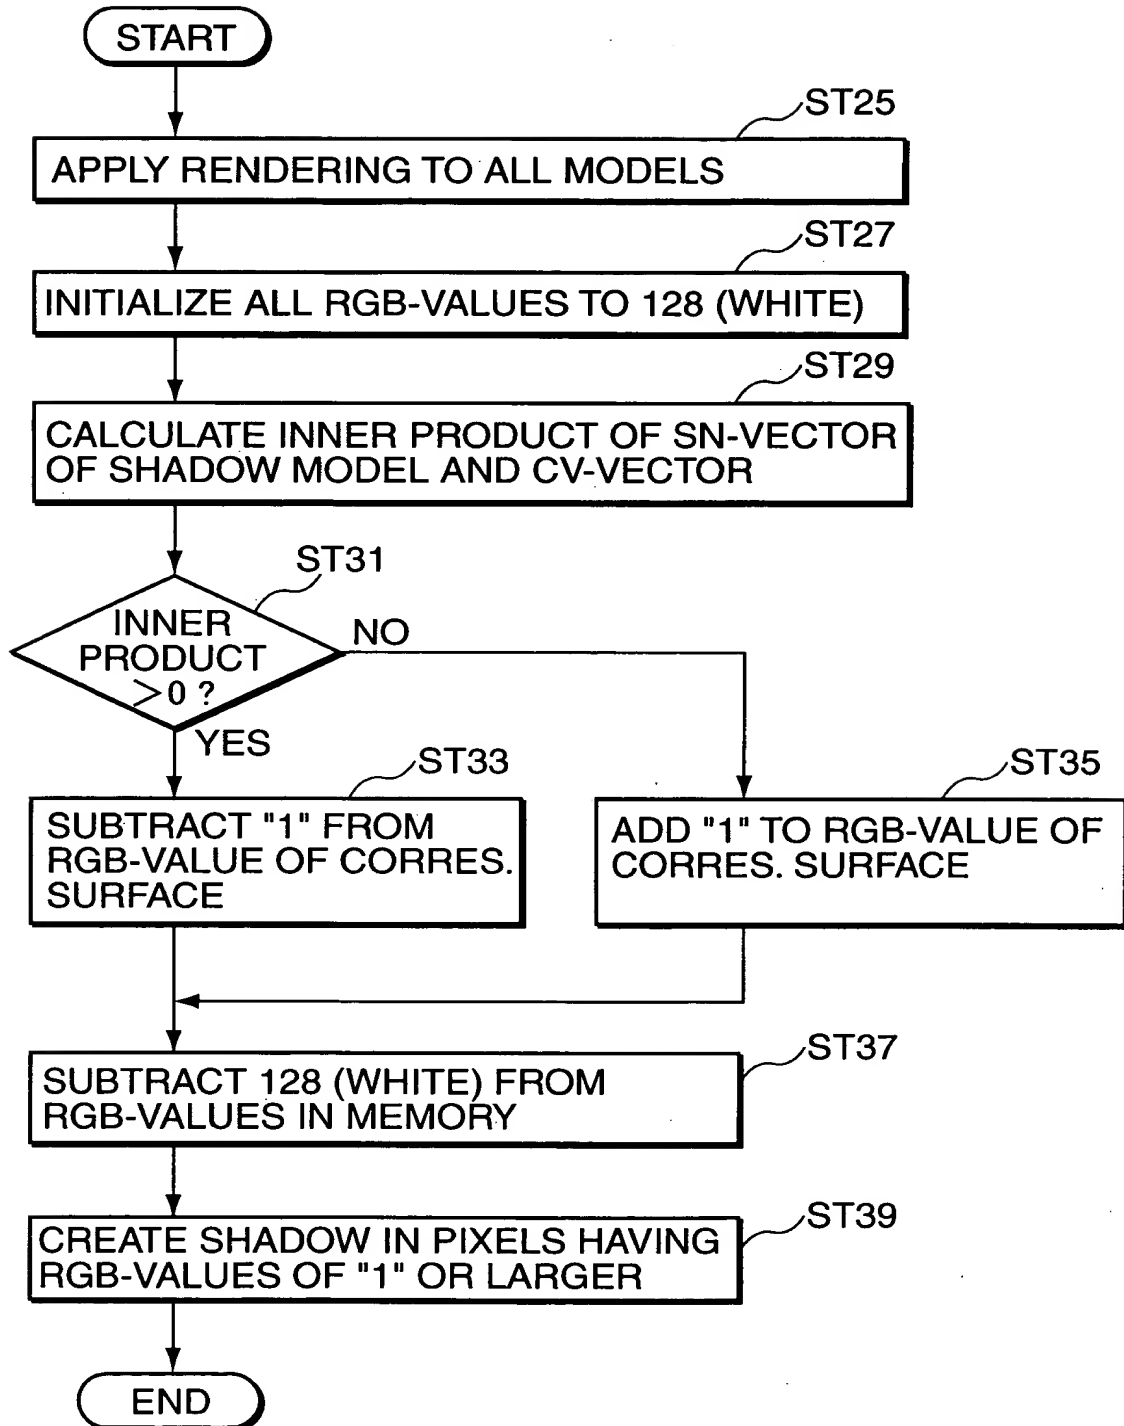 START
ST25
APPLY RENDERING TO ALL MODELS
ST27
INITIALIZE ALL RGB-VALUES TO 128 (WHITE)
ST29
CALCULATE INNER PRODUCT OF SN-VECTOR
OF SHADOW MODEL AND CV-VECTOR
ST31
INNER
PRODUCT
>0 ?
NO
YES
ST33
SUBTRACT "1" FROM
RGB-VALUE OF CORRES.
SURFACE
ST35
ADD "1" TO RGB-VALUE OF
CORRES. SURFACE
ST37
SUBTRACT 128 (WHITE) FROM
RGB-VALUES IN MEMORY
ST39
CREATE SHADOW IN PIXELS HAVING
RGB-VALUES OF "1" OR LARGER
END